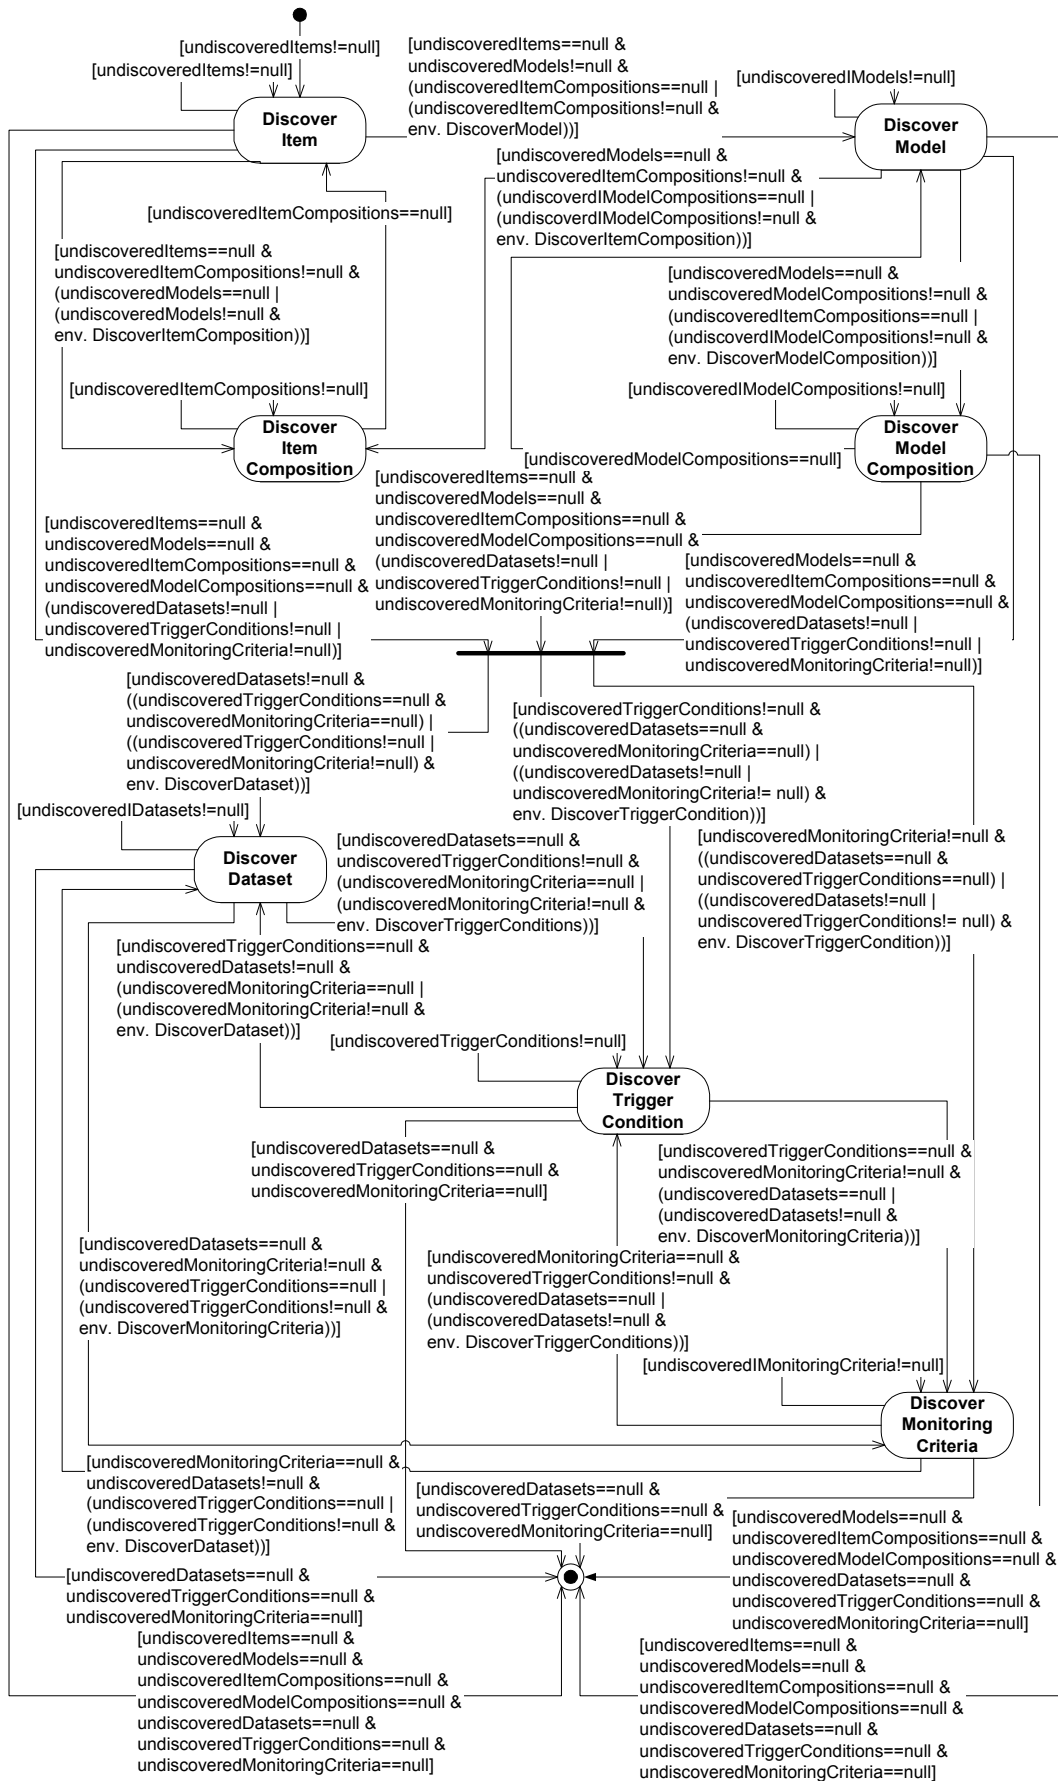 [undiscoveredItems!=null]
[undiscoveredItems!=null]
Discover
Item
[undiscoveredItems==null &
undiscoveredModels!=null &
(undiscoveredItemCompositions==null |
(undiscoveredItemCompositions!=null &
env. DiscoverModel))]
[undiscoveredIModels!=null]
Discover
Model
[undiscoveredModels==null &
undiscoveredItemCompositions!=null &
(undiscoverdIModelCompositions==null |
(undiscoverdIModelCompositions!=null &
env. DiscoverItemComposition))]
[undiscoveredItemCompositions==null]
[undiscoveredItems==null &
undiscoveredItemCompositions!=null &
(undiscoveredModels==null |
(undiscoveredModels!=null &
env. DiscoverItemComposition))]
[undiscoveredModels==null &
undiscoveredModelCompositions!=null &
(undiscoveredItemCompositions==null |
(undiscoverdIModelCompositions!=null &
env. DiscoverModelComposition))]
[undiscoveredItemCompositions!=null]
Discover
Item
Composition
[undiscoveredIModelCompositions!=null]
Discover
Model
Composition
[undiscoveredModelCompositions==null]
[undiscoveredItems==null &
undiscoveredModels==null &
undiscoveredItemCompositions==null &
undiscoveredModelCompositions==null &
(undiscoveredDatasets!=null |
undiscoveredTriggerConditions!=null |
undiscoveredMonitoringCriteria!=null)]
[undiscoveredItems==null &
undiscoveredModels==null &
undiscoveredItemCompositions==null &
undiscoveredModelCompositions==null &
(undiscoveredDatasets!=null |
undiscoveredTriggerConditions!=null |
undiscoveredMonitoringCriteria!=null)]
[undiscoveredModels==null &
undiscoveredItemCompositions==null &
undiscoveredModelCompositions==null &
(undiscoveredDatasets!=null |
undiscoveredTriggerConditions!=null |
undiscoveredMonitoringCriteria!=null)]
[undiscoveredDatasets!=null &
((undiscoveredTriggerConditions==null &
undiscoveredMonitoringCriteria==null) |
((undiscoveredTriggerConditions!=null |
undiscoveredMonitoringCriteria!=null) &
env. DiscoverDataset))]
[undiscoveredTriggerConditions!=null &
((undiscoveredDatasets==null &
undiscoveredMonitoringCriteria==null) |
((undiscoveredDatasets!=null |
undiscoveredMonitoringCriteria!= null) &
env. DiscoverTriggerCondition))]
[undiscoveredIDatasets!=null]
Discover
Dataset
[undiscoveredDatasets==null &
undiscoveredTriggerConditions!=null &
(undiscoveredMonitoringCriteria==null |
(undiscoveredMonitoringCriteria!=null &
env. DiscoverTriggerConditions))]
[undiscoveredMonitoringCriteria!=null &
((undiscoveredDatasets==null &
undiscoveredTriggerConditions==null) |
((undiscoveredDatasets!=null |
undiscoveredTriggerConditions!= null) &
env. DiscoverTriggerCondition))]
[undiscoveredTriggerConditions==null &
undiscoveredDatasets!=null &
(undiscoveredMonitoringCriteria==null |
(undiscoveredMonitoringCriteria!=null &
env. DiscoverDataset))]
[undiscoveredTriggerConditions!=null]
Discover
Trigger
Condition
[undiscoveredDatasets==null &
undiscoveredTriggerConditions==null &
undiscoveredMonitoringCriteria==null]
[undiscoveredTriggerConditions==null &
undiscoveredMonitoringCriteria!=null &
(undiscoveredDatasets==null |
(undiscoveredDatasets!=null &
env. DiscoverMonitoringCriteria))]
[undiscoveredDatasets==null &
undiscoveredMonitoringCriteria!=null &
(undiscoveredTriggerConditions==null |
(undiscoveredTriggerConditions!=null &
env. DiscoverMonitoringCriteria))]
[undiscoveredMonitoringCriteria==null &
undiscoveredTriggerConditions!=null &
(undiscoveredDatasets==null |
(undiscoveredDatasets!=null &
env. DiscoverTriggerConditions))]
[undiscoveredIMonitoringCriteria!=null]
Discover
Monitoring
Criteria
[undiscoveredMonitoringCriteria==null &
undiscoveredDatasets!=null &
(undiscoveredTriggerConditions==null |
(undiscoveredTriggerConditions!=null &
env. DiscoverDataset))]
[undiscoveredDatasets==null &
undiscoveredTriggerConditions==null &
undiscoveredMonitoringCriteria==null]
[undiscoveredModels==null &
undiscoveredItemCompositions==null &
undiscoveredModelCompositions==null &
undiscoveredDatasets==null &
undiscoveredTriggerConditions==null &
undiscoveredMonitoringCriteria==null]
[undiscoveredDatasets==null &
undiscoveredTriggerConditions==null &
undiscoveredMonitoringCriteria==null]
[undiscoveredItems==null &
undiscoveredModels==null &
undiscoveredItemCompositions==null &
undiscoveredModelCompositions==null &
undiscoveredDatasets==null &
undiscoveredTriggerConditions==null &
undiscoveredMonitoringCriteria==null]
[undiscoveredItems==null &
undiscoveredModels==null &
undiscoveredItemCompositions==null &
undiscoveredModelCompositions==null &
undiscoveredDatasets==null &
undiscoveredTriggerConditions==null &
undiscoveredMonitoringCriteria==null]